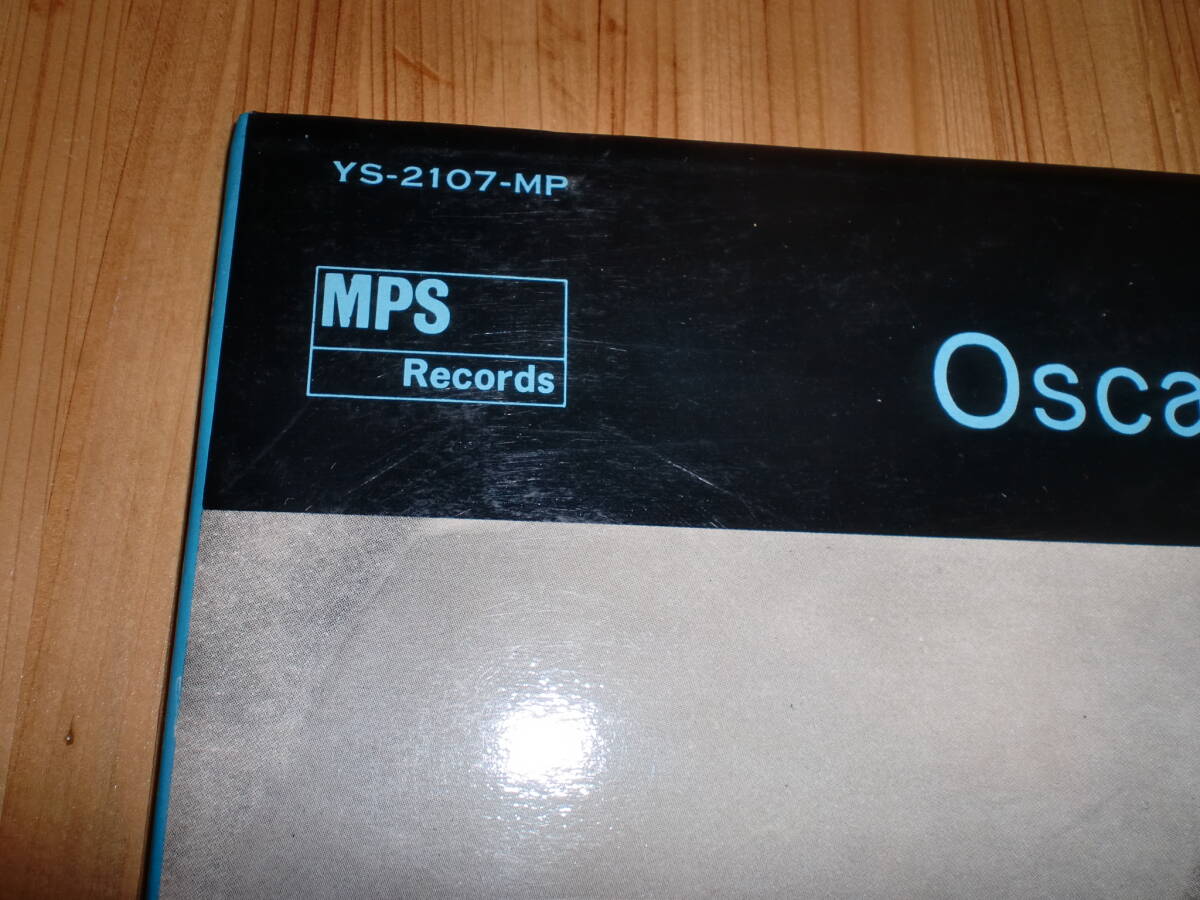 YS-2107-MP
MPS
Records
Osca